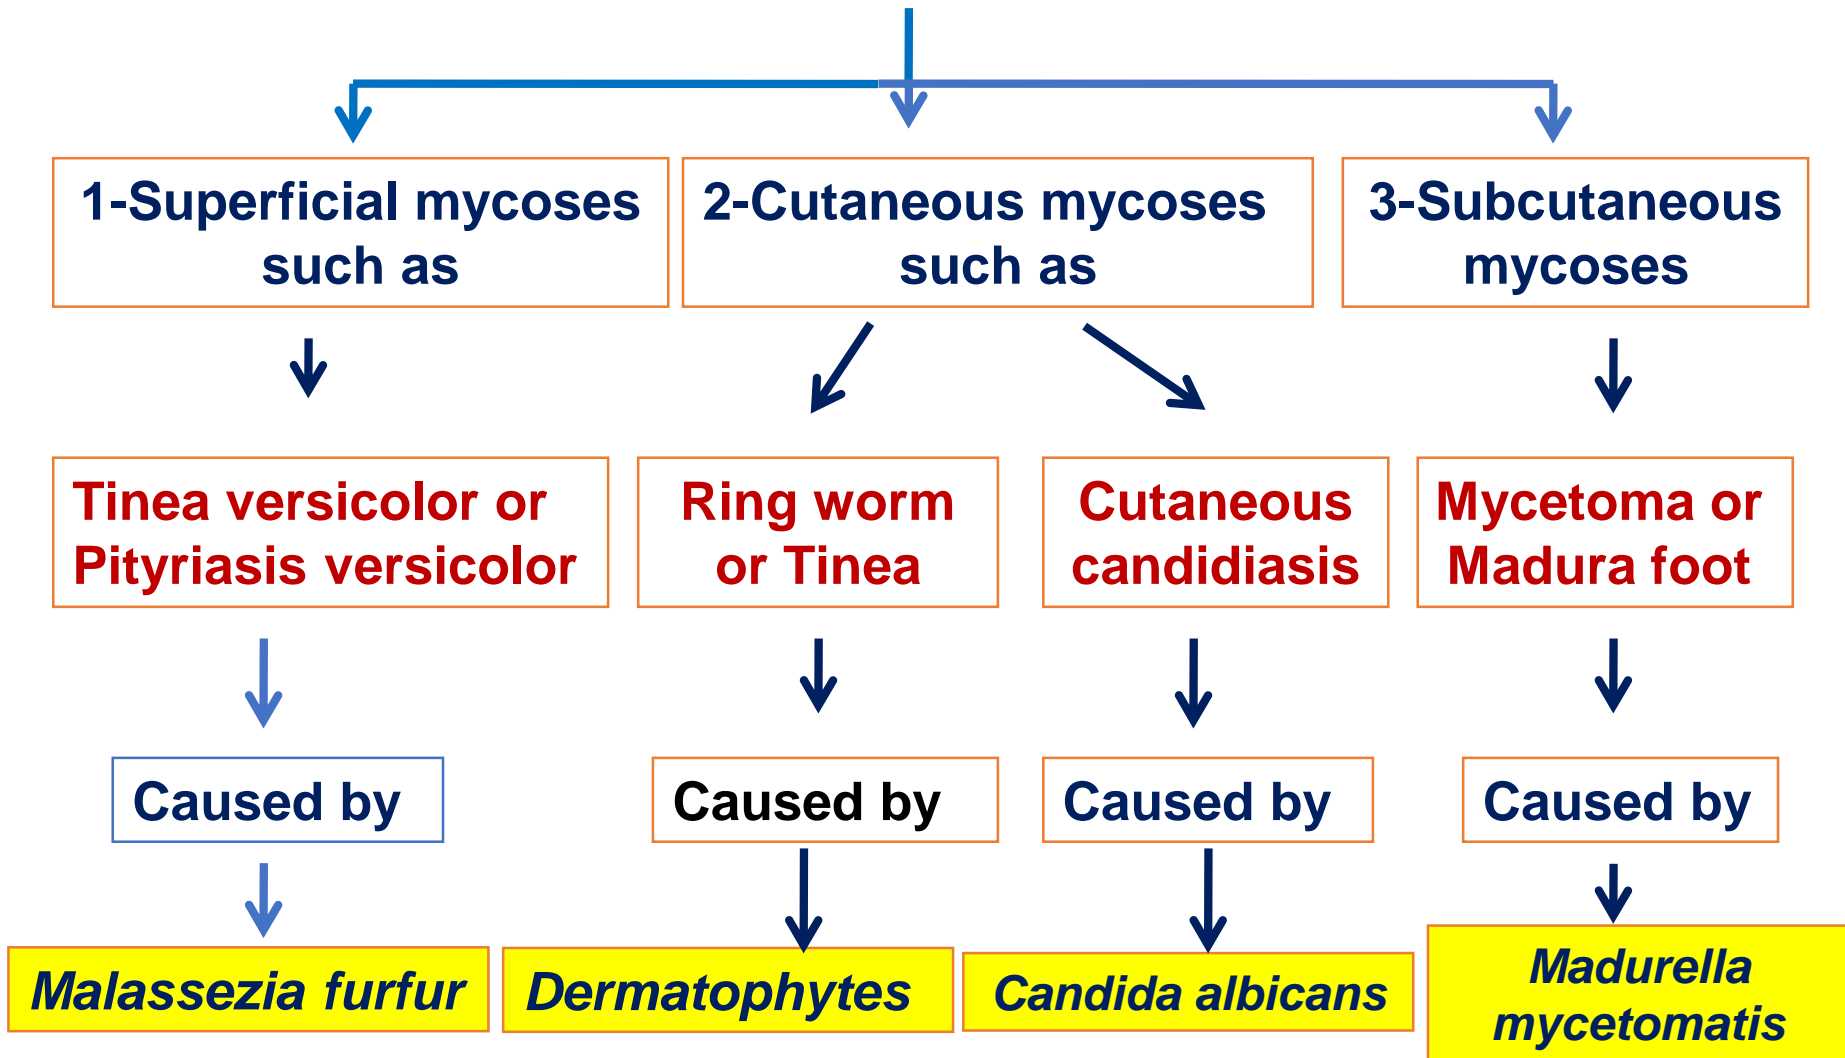 1-Superficial mycoses
such as
2-Cutaneous mycoses
such as
3-Subcutaneous
mycoses
Tinea versicolor or
Pityriasis versicolor
Ring worm
or Tinea
Cutaneous
candidiasis
Mycetoma or
Madura foot
Caused by
Caused by
Caused by
Caused by
Malassezia furfur
Dermatophytes
Candida albicans
Madurella
mycetomatis